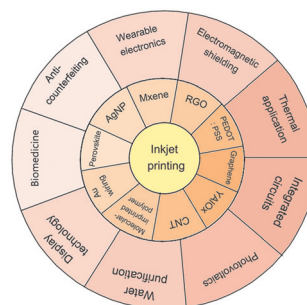 Inkjet
printing
Mxene
RGO
PEDOT
: PSS
Graphene
YAlOx
CNT
Molecular-
imprinted
polymer
Au
wiring
Perovskite
AgNP
Wearable
electronics
Electromagnetic
shielding
Thermal
application
Integrated
circuits
Photovoltaics
Water
purification
Display
technology
Biomedicine
Anti-
counterfeiting